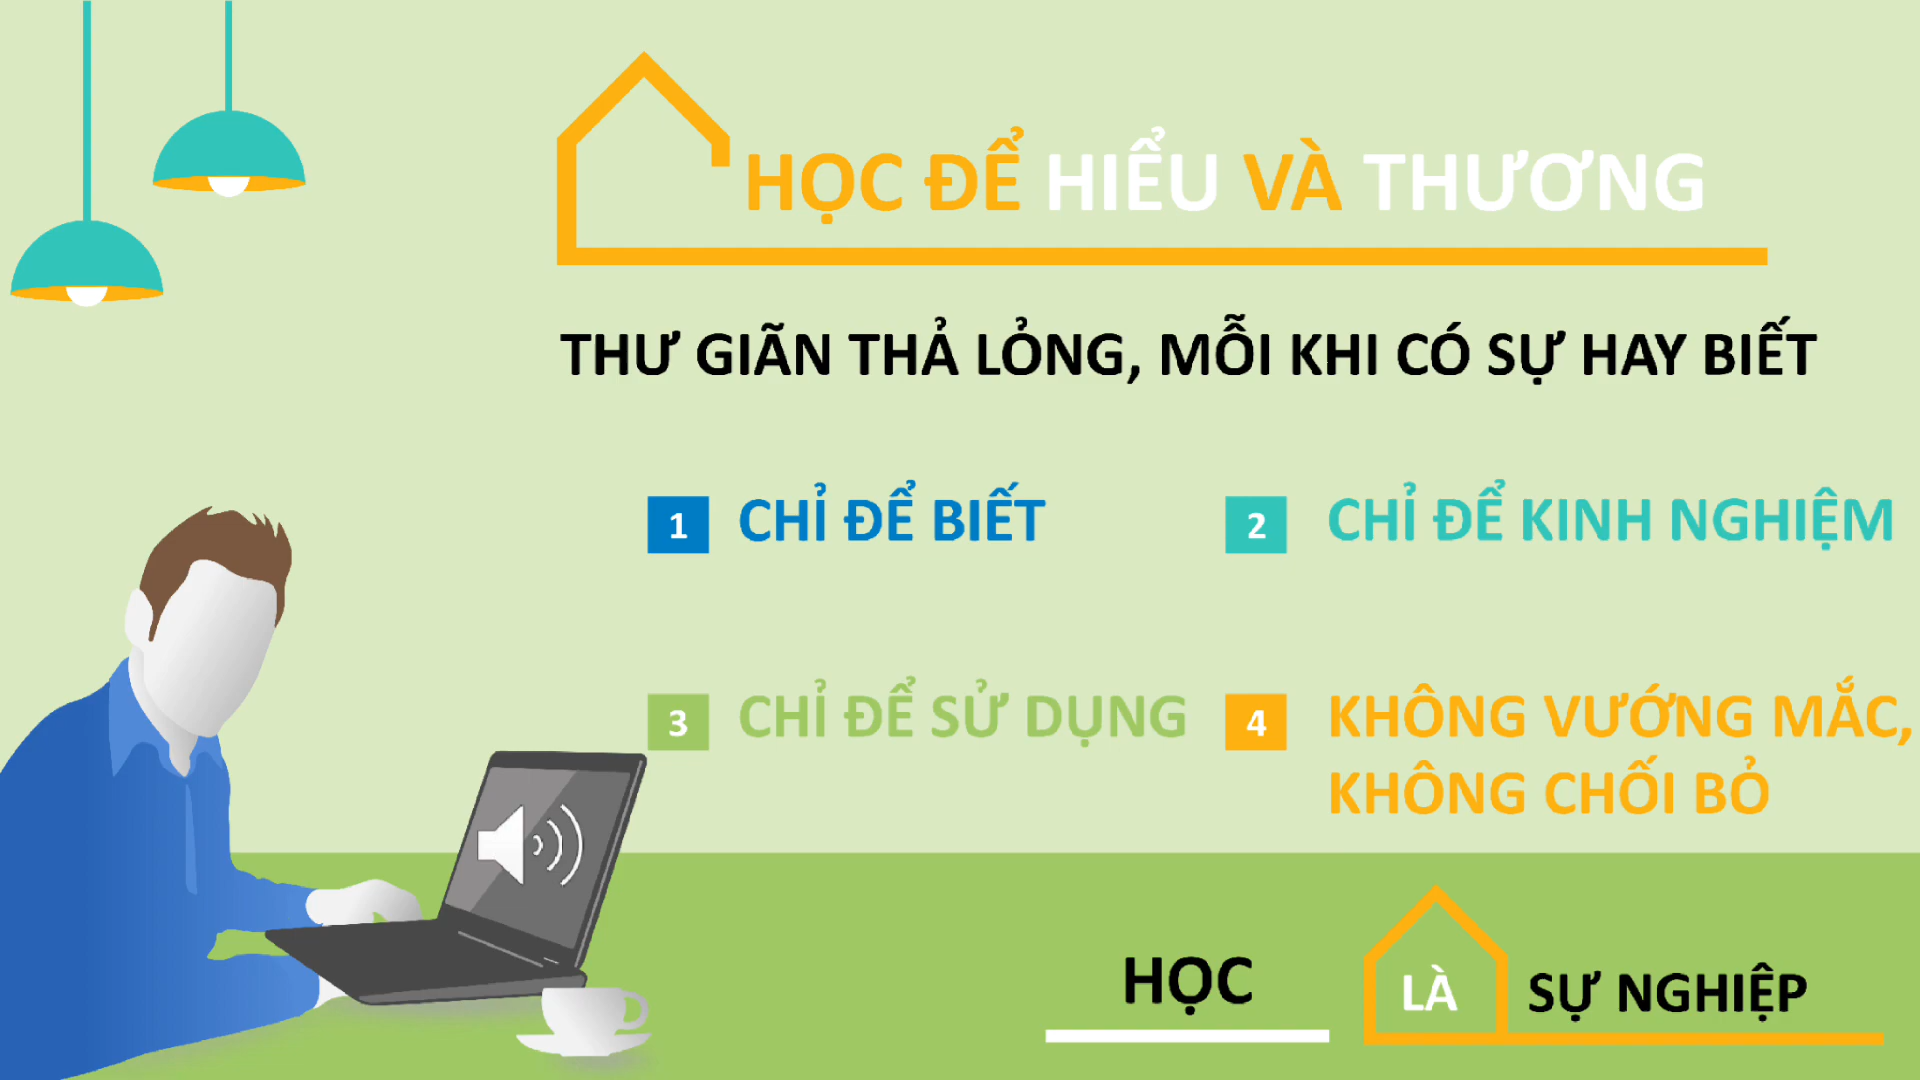 HỌC ĐỂ HIỂU VÀ THƯƠNG
THƯ GIÃN THẢ LỎNG, MỖI KHI CÓ SỰ HAY BIẾT
1 CHỈ ĐỂ BIẾT
2 CHỈ ĐỂ KINH NGHIỆM
3 CHỈ ĐỂ SỬ DỤNG
4 KHÔNG VƯỚNG MẮC,
KHÔNG CHỐI BỎ
HỌC LÀ SỰ NGHIỆP